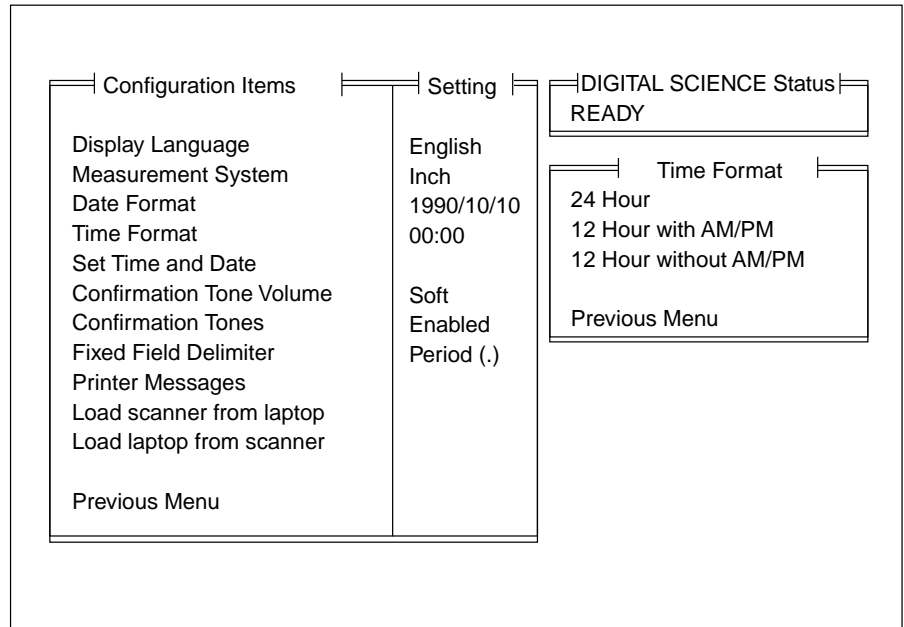 Configuration Items
Setting
Display Language English
Measurement System Inch
Date Format 1990/10/10
Time Format 00:00
Set Time and Date
Confirmation Tone Volume Soft
Confirmation Tones Enabled
Fixed Field Delimiter Period (.)
Printer Messages
Load scanner from laptop
Load laptop from scanner
Previous Menu
DIGITAL SCIENCE Status
READY
Time Format
24 Hour
12 Hour with AM/PM
12 Hour without AM/PM
Previous Menu